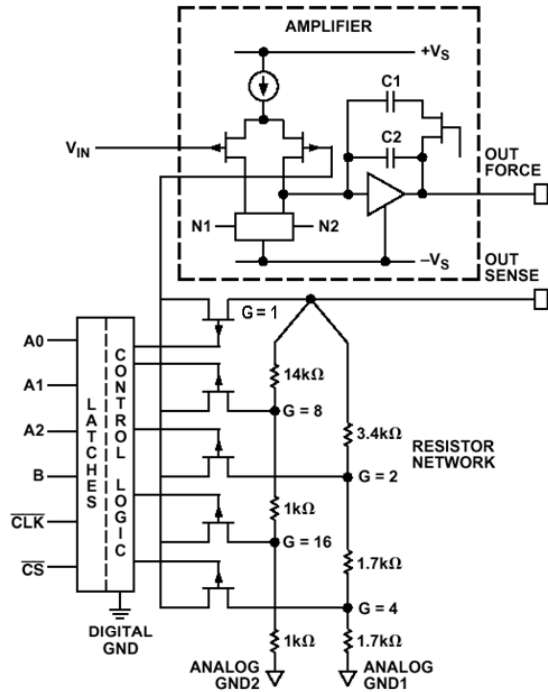 AMPLIFIER
+VS
C1
C2
VIN
OUT
FORCE
N1
N2
–VS
OUT
SENSE
G = 1
A0
A1
A2
B
CLK
CS
LATCHES
CONTROL LOGIC
14kΩ
G = 8
3.4kΩ
RESISTOR
NETWORK
G = 2
1kΩ
G = 16
1.7kΩ
G = 4
DIGITAL
GND
1kΩ
1.7kΩ
ANALOG
GND2
ANALOG
GND1